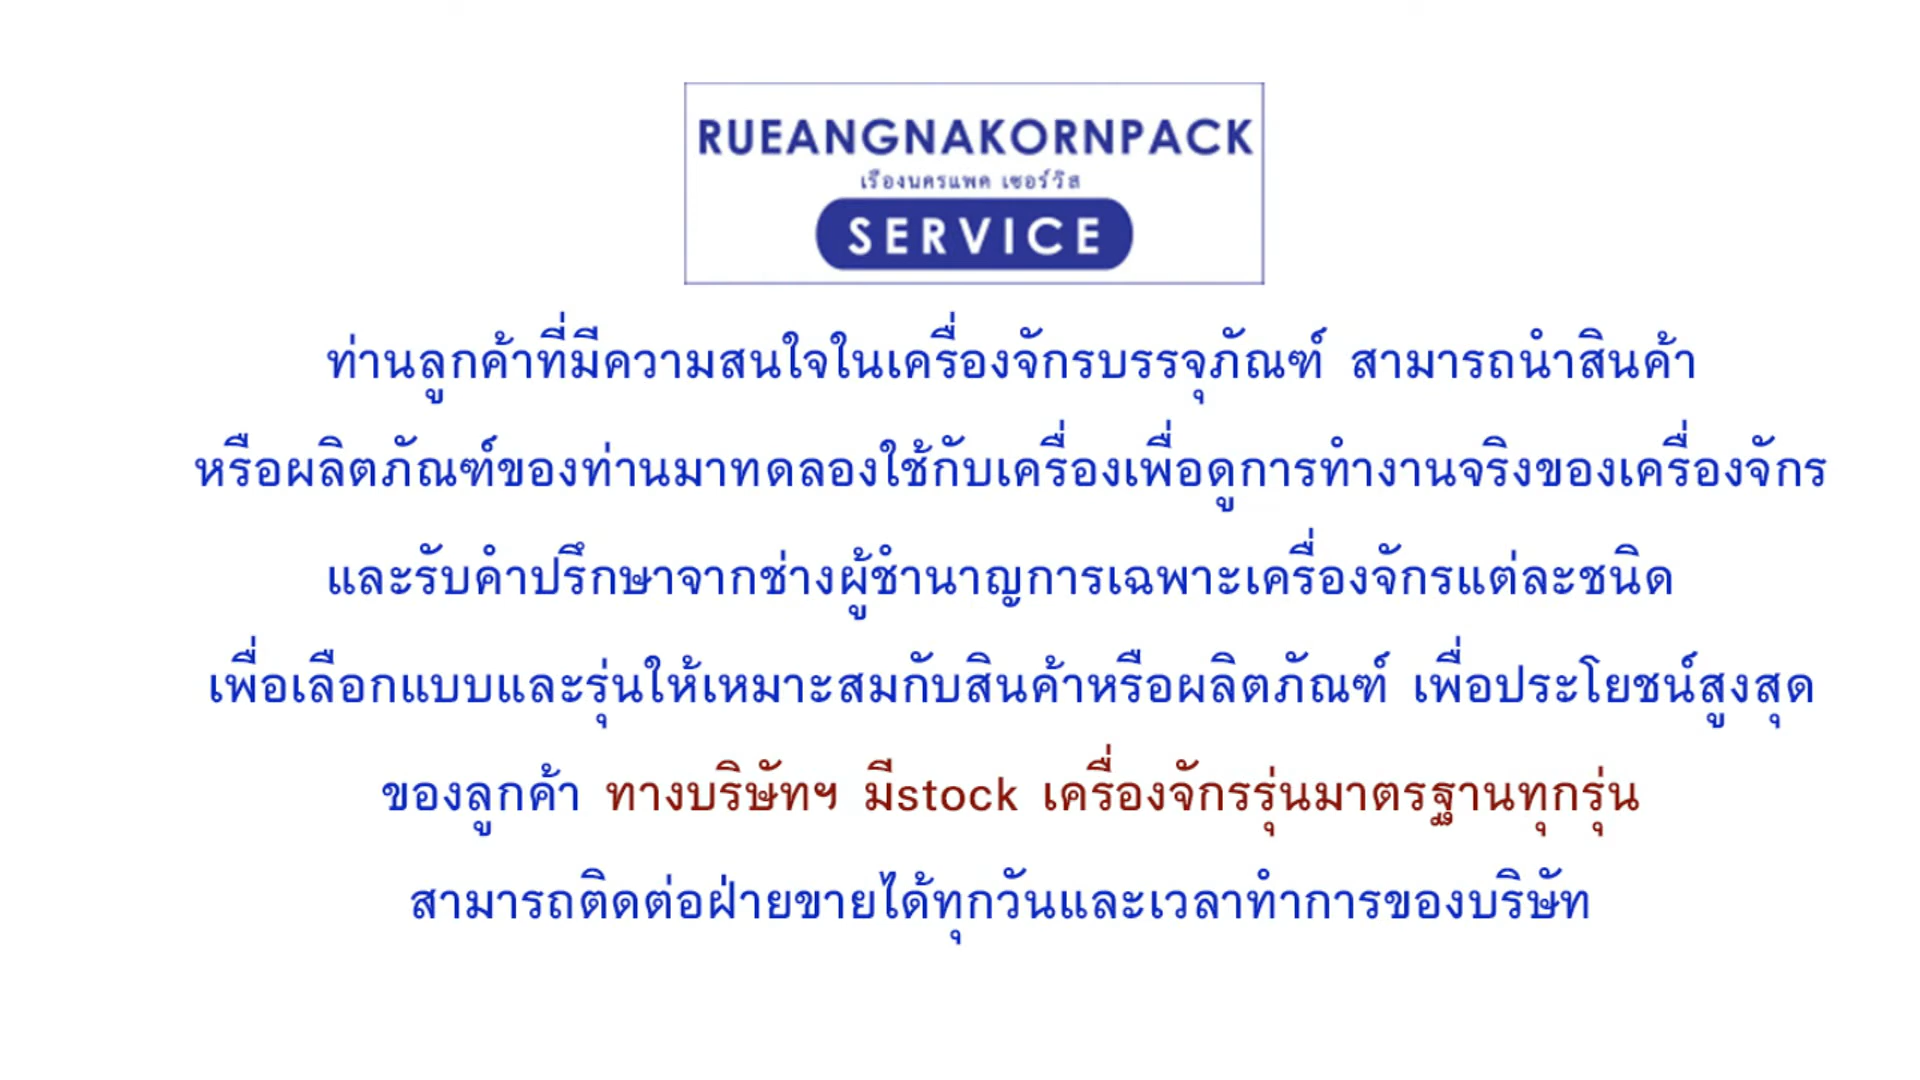 RUEANGNAKORNPACK
เรืองนครแพค เซอร์วิส
SERVICE
ท่านลูกค้าที่มีความสนใจในเครื่องจักรบรรจุภัณฑ์ สามารถนำสินค้า
หรือผลิตภัณฑ์ของท่านมาทดลองใช้กับเครื่องเพื่อดูการทำงานจริงของเครื่องจักร
และรับคำปรึกษาจากช่างผู้ชำนาญการเฉพาะเครื่องจักรแต่ละชนิด
เพื่อเลือกแบบและรุ่นให้เหมาะสมกับสินค้าหรือผลิตภัณฑ์ เพื่อประโยชน์สูงสุด
ของลูกค้า ทางบริษัทฯ มีstock เครื่องจักรรุ่นมาตรฐานทุกรุ่น
สามารถติดต่อฝ่ายขายได้ทุกวันและเวลาทำการของบริษัท